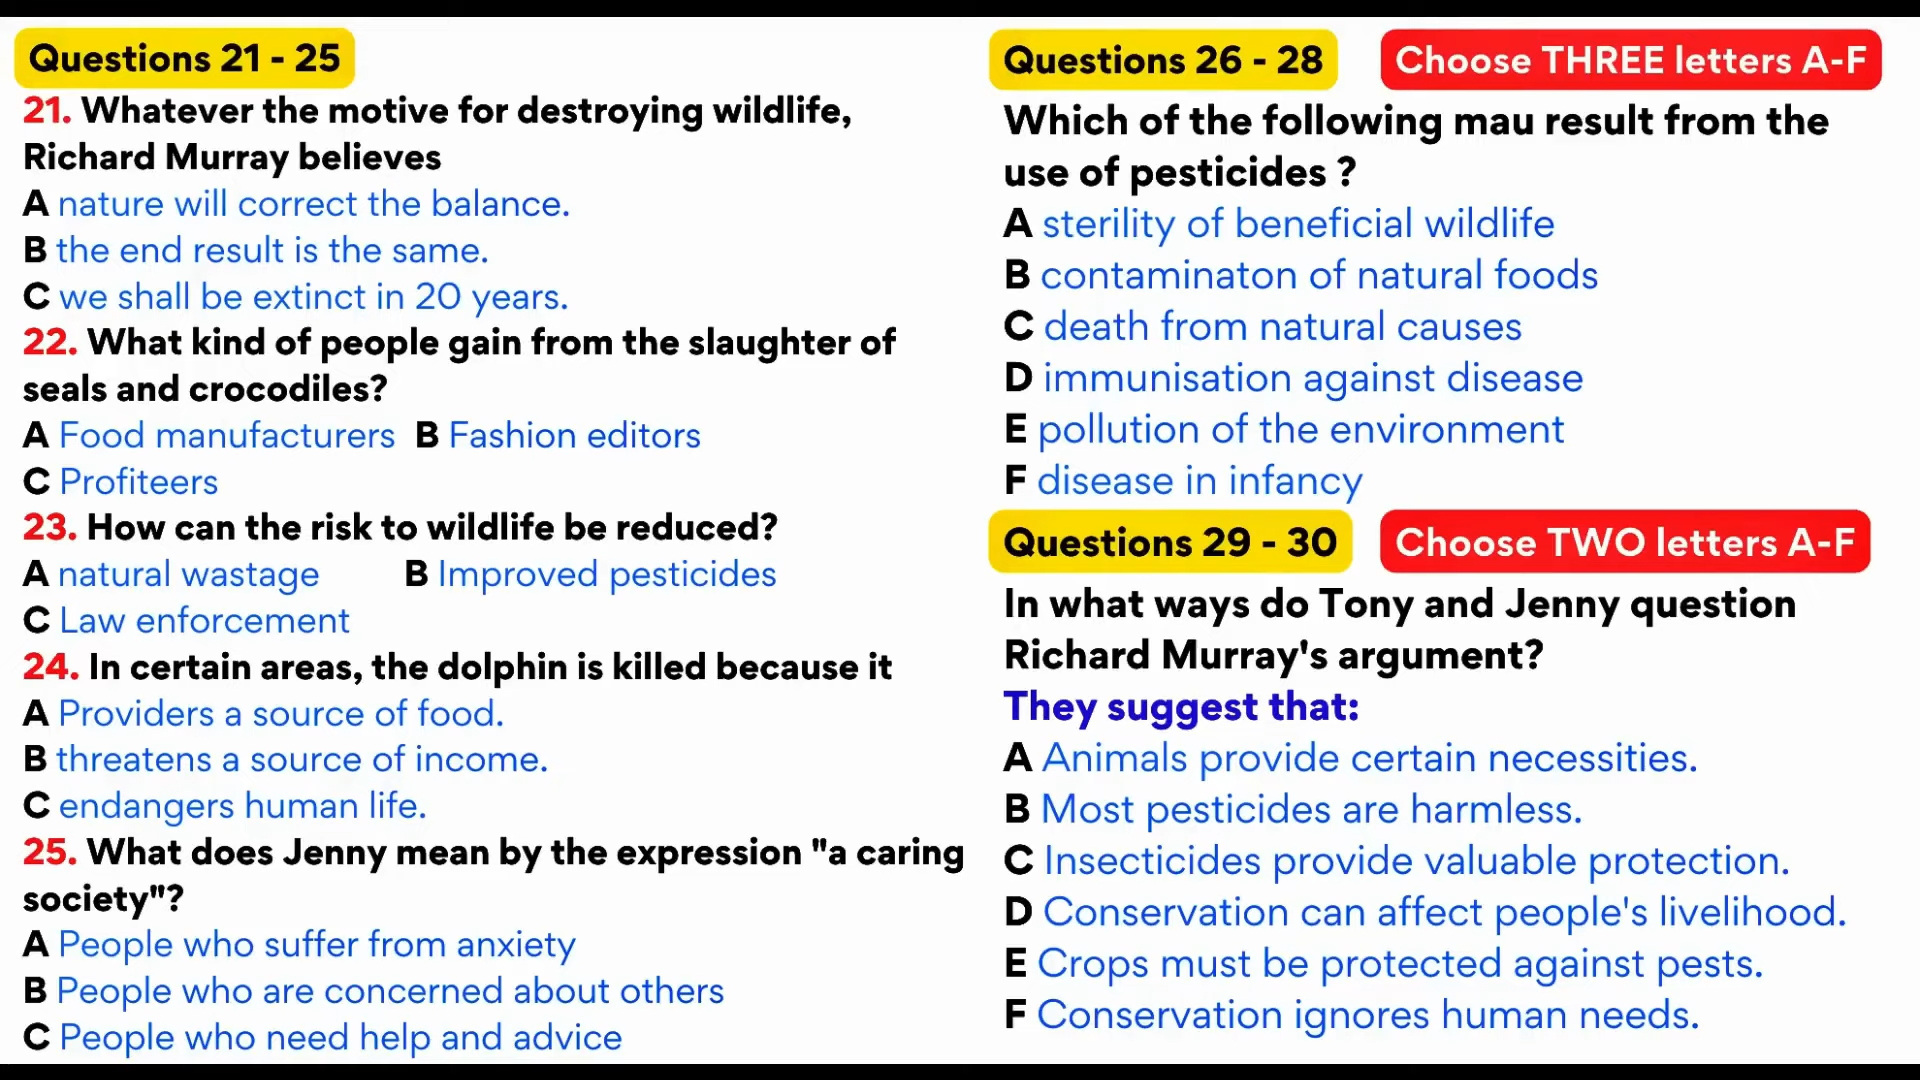 Questions 21 - 25
21. Whatever the motive for destroying wildlife,
Richard Murray believes
A nature will correct the balance.
B the end result is the same.
C we shall be extinct in 20 years.
22. What kind of people gain from the slaughter of
seals and crocodiles?
A Food manufacturers B Fashion editors
C Profiteers
23. How can the risk to wildlife be reduced?
A natural wastage B Improved pesticides
C Law enforcement
24. In certain areas, the dolphin is killed because it
A Providers a source of food.
B threatens a source of income.
C endangers human life.
25. What does Jenny mean by the expression "a caring
society"?
A People who suffer from anxiety
B People who are concerned about others
C People who need help and advice
Questions 26 - 28
Choose THREE letters A-F
Which of the following mau result from the
use of pesticides ?
A sterility of beneficial wildlife
B contaminaton of natural foods
C death from natural causes
D immunisation against disease
E pollution of the environment
F disease in infancy
Questions 29 - 30
Choose TWO letters A-F
In what ways do Tony and Jenny question
Richard Murray's argument?
They suggest that:
A Animals provide certain necessities.
B Most pesticides are harmless.
C Insecticides provide valuable protection.
D Conservation can affect people's livelihood.
E Crops must be protected against pests.
F Conservation ignores human needs.